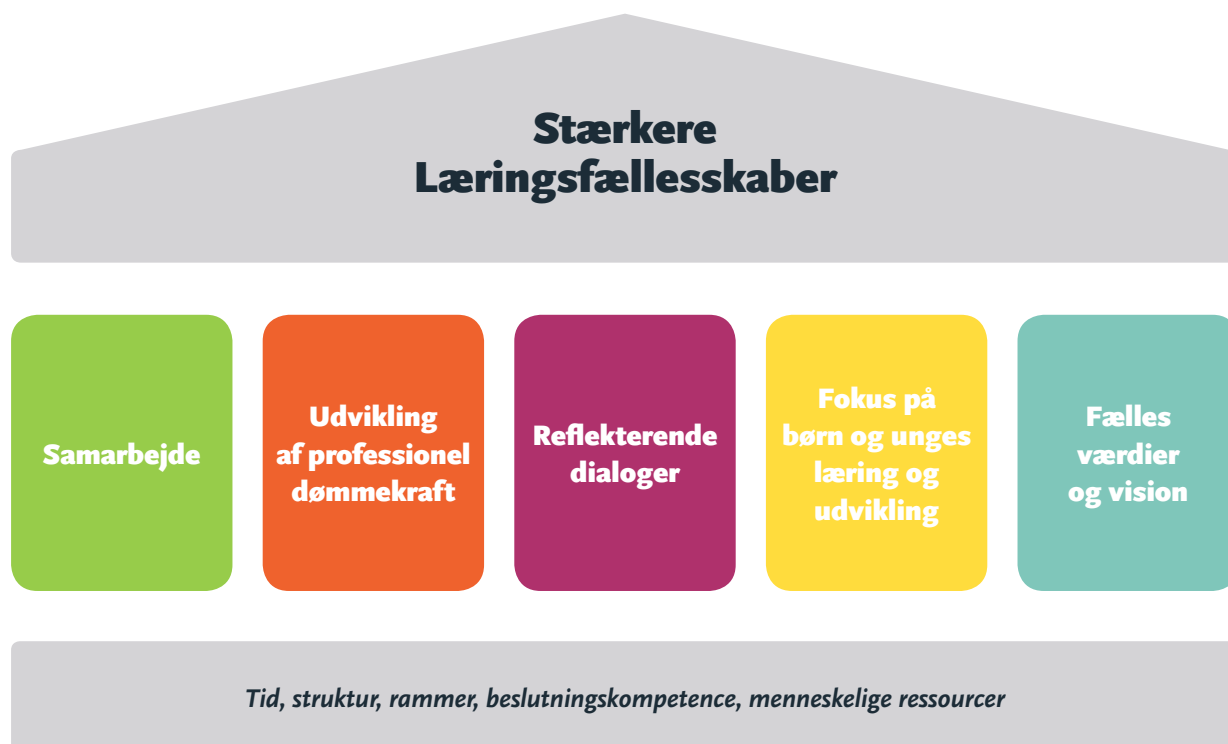 Stærkere
Læringsfællesskaber
Samarbejde
Udvikling
af professionel
dømmekraft
Reflekterende
dialoger
Fokus på
børn og unges
læring og
udvikling
Fælles
værdier
og vision
Tid, struktur, rammer, beslutningskompetence, menneskelige ressourcer